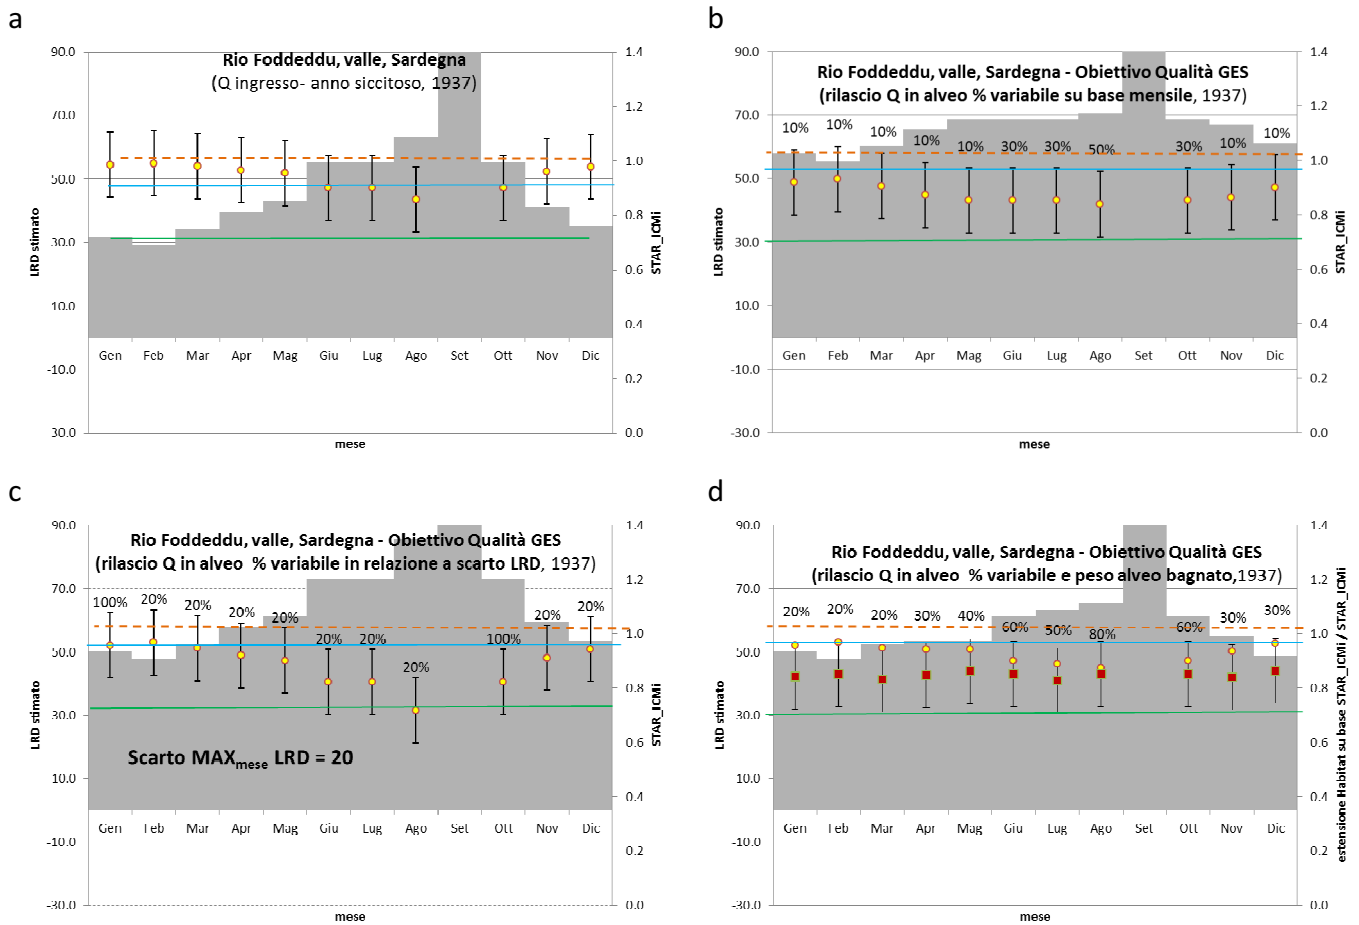 a
Rio Foddeddu, valle, Sardegna
(Q ingresso- anno siccitoso, 1937)
90.0
70.0
50.0
30.0
10.0
-10.0
30.0
LRD stimato
1.4
1.2
1.0
0.8
0.6
0.4
0.2
0.0
STAR_ICMi
Gen Feb Mar Apr Mag Giu Lug Ago Set Ott Nov Dic
mese
b
Rio Foddeddu, valle, Sardegna - Obiettivo Qualità GES
(rilascio Q in alveo % variabile su base mensile, 1937)
10% 10% 10% 10% 10% 30% 30% 50% 30% 10% 10%
90.0
70.0
50.0
30.0
10.0
-10.0
-30.0
LRD stimato
1.4
1.2
1.0
0.8
0.6
0.4
0.2
0.0
STAR_ICMi
Gen Feb Mar Apr Mag Giu Lug Ago Set Ott Nov Dic
mese
c
Rio Foddeddu, valle, Sardegna - Obiettivo Qualità GES
(rilascio Q in alveo % variabile in relazione a scarto LRD, 1937)
100% 20% 20% 20% 20% 20% 20% 20% 100% 20% 20%
Scarto MAXmese LRD = 20
90.0
70.0
50.0
30.0
10.0
-10.0
-30.0
LRD stimato
1.4
1.2
1.0
0.8
0.6
0.4
0.2
0.0
STAR_ICMi
Gen Feb Mar Apr Mag Giu Lug Ago Set Ott Nov Dic
mese
d
Rio Foddeddu, valle, Sardegna - Obiettivo Qualità GES
(rilascio Q in alveo % variabile e peso alveo bagnato,1937)
20% 20% 20% 30% 40% 60% 50% 80% 60% 30% 30%
90.0
70.0
50.0
30.0
10.0
-10.0
-30.0
LRD stimato
1.4
1.2
1.0
0.8
0.6
0.4
0.2
0.0
estensione Habitat su base STAR_ICMi / STAR_ICMi
Gen Feb Mar Apr Mag Giu Lug Ago Set Ott Nov Dic
mese